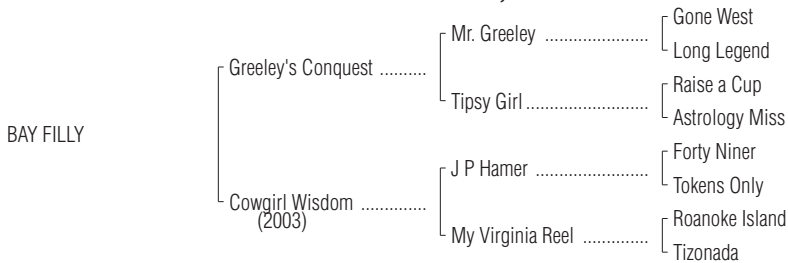 Gone West
Mr. Greeley ......................
Long Legend
Greeley's Conquest ..........
Raise a Cup
Tipsy Girl ..........................
Astrology Miss
BAY FILLY
Forty Niner
J P Hamer ........................
Tokens Only
Cowgirl Wisdom ..............
(2003)
Roanoke Island
My Virginia Reel ..............
Tizonada